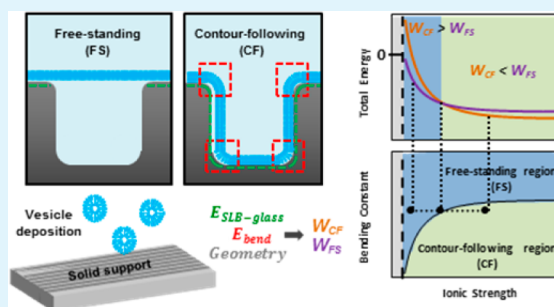 Free-standing
(FS)
Contour-following
(CF)
Vesicle
deposition
Solid support
E_SLB-glass
E_bend
Geometry
W_CF
W_FS
W_CF > W_FS
0
W_CF < W_FS
Total Energy
Free-standing region
(FS)
Contour-following region
(CF)
Bending Constant
Ionic Strength